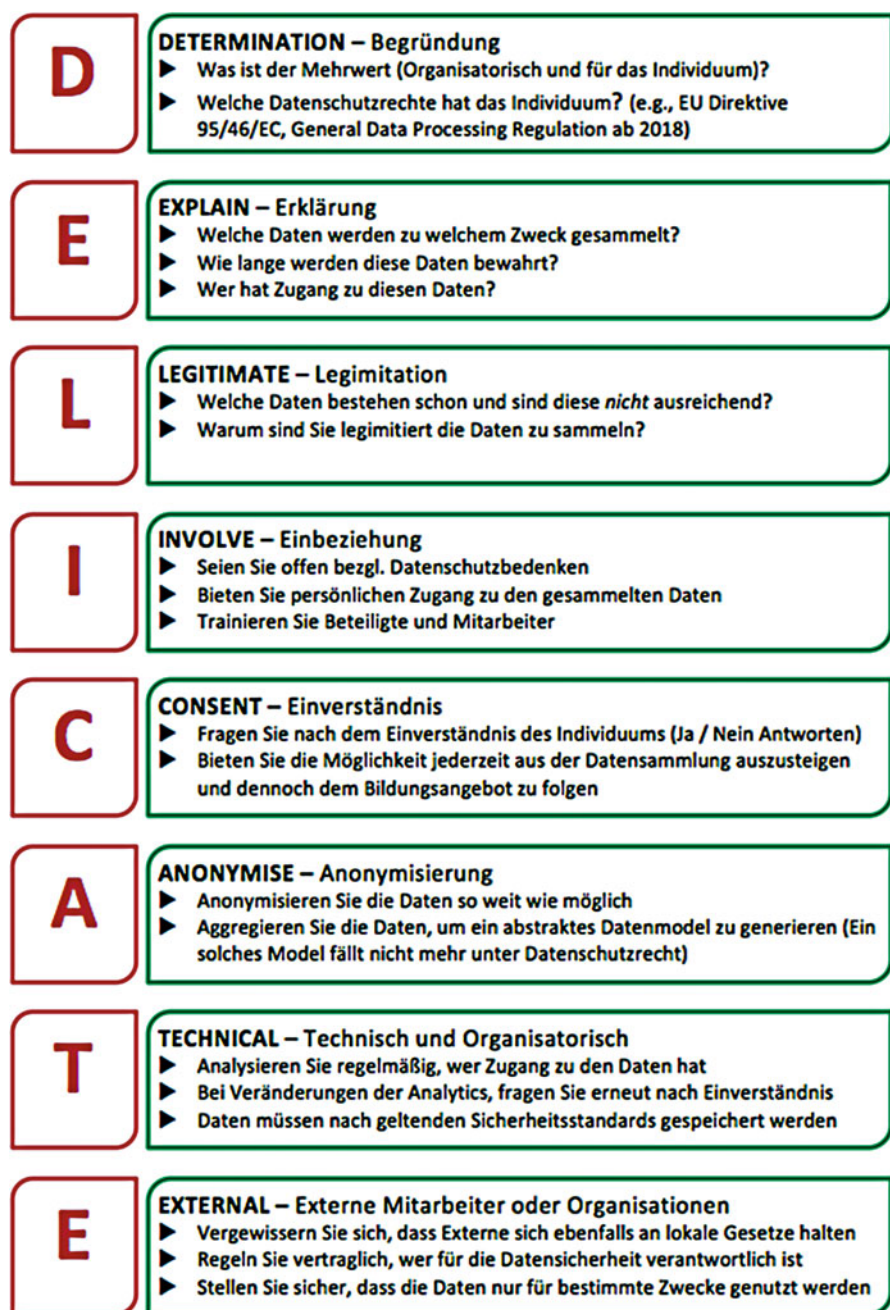 D
DETERMINATION – Begründung
► Was ist der Mehrwert (Organisatorisch und für das Individuum)?
► Welche Datenschutzrechte hat das Individuum? (e.g., EU Direktive
95/46/EC, General Data Processing Regulation ab 2018)
E
EXPLAIN – Erklärung
► Welche Daten werden zu welchem Zweck gesammelt?
► Wie lange werden diese Daten bewahrt?
► Wer hat Zugang zu diesen Daten?
L
LEGITIMATE – Legimitation
► Welche Daten bestehen schon und sind diese nicht ausreichend?
► Warum sind Sie legimitiert die Daten zu sammeln?
I
INVOLVE – Einbeziehung
► Seien Sie offen bezgl. Datenschutzbedenken
► Bieten Sie persönlichen Zugang zu den gesammelten Daten
► Trainieren Sie Beteiligte und Mitarbeiter
C
CONSENT – Einverständnis
► Fragen Sie nach dem Einverständnis des Individuums (Ja / Nein Antworten)
► Bieten Sie die Möglichkeit jederzeit aus der Datensammlung auszusteigen
und dennoch dem Bildungsangebot zu folgen
A
ANONYMISE – Anonymisierung
► Anonymisieren Sie die Daten so weit wie möglich
► Aggregieren Sie die Daten, um ein abstraktes Datenmodel zu generieren (Ein
solches Model fällt nicht mehr unter Datenschutzrecht)
T
TECHNICAL – Technisch und Organisatorisch
► Analysieren Sie regelmäßig, wer Zugang zu den Daten hat
► Bei Veränderungen der Analytics, fragen Sie erneut nach Einverständnis
► Daten müssen nach geltenden Sicherheitsstandards gespeichert werden
E
EXTERNAL – Externe Mitarbeiter oder Organisationen
► Vergewissern Sie sich, dass Externe sich ebenfalls an lokale Gesetze halten
► Regeln Sie vertraglich, wer für die Datensicherheit verantwortlich ist
► Stellen Sie sicher, dass die Daten nur für bestimmte Zwecke genutzt werden